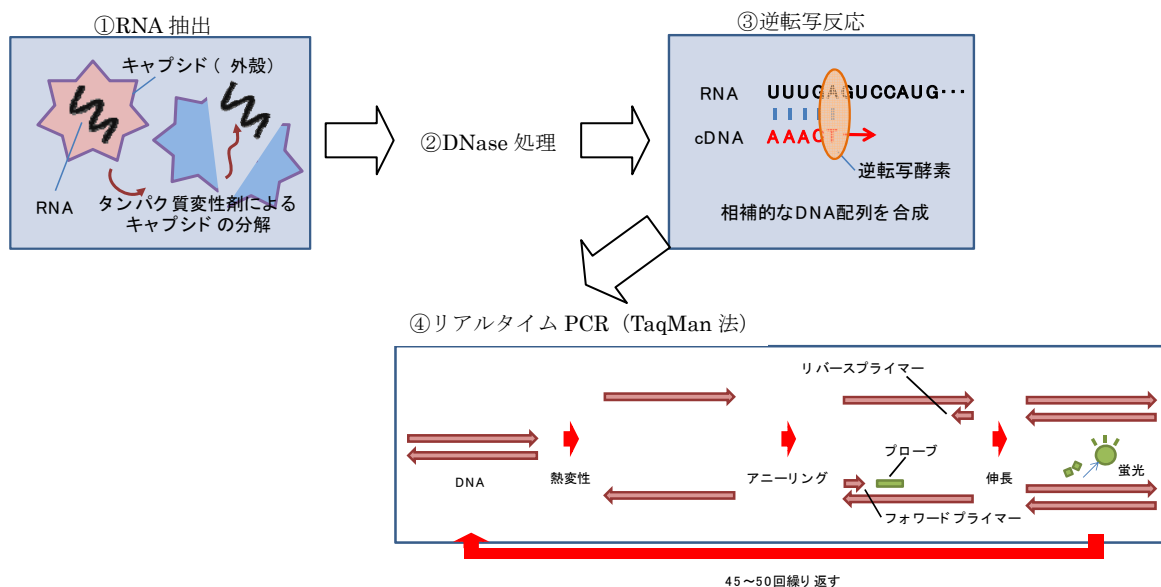 ①RNA 抽出
キャプシド( 外殻)
RNA
タンパク質変性剤による
キャプシドの分解
②DNase 処理
③逆転写反応
RNA UUUGAGUCCAUG･･･
cDNA AAACT
逆転写酵素
相補的なDNA配列を合成
④リアルタイム PCR（TaqMan 法）
リバースプライマー
プローブ
DNA
熱変性
アニーリング
伸長
蛍光
フォワードプライマー
45～50回繰り返す